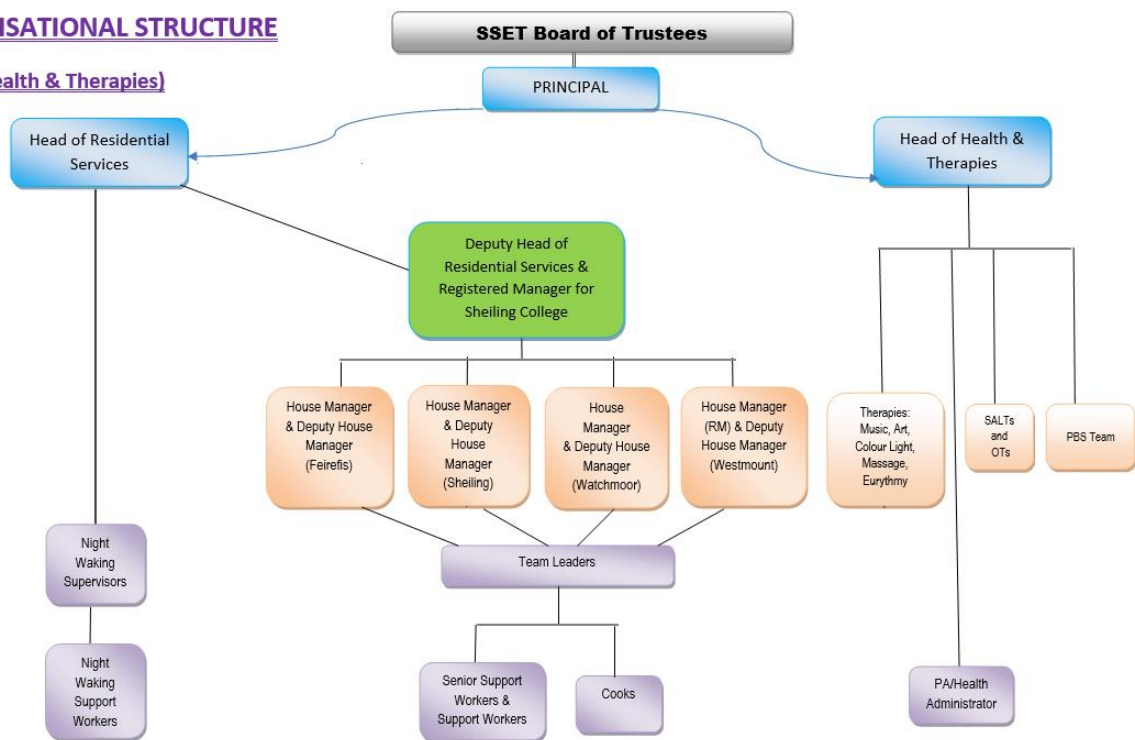 ISATIONAL STRUCTURE
SSET Board of Trustees
ealth & Therapies)
PRINCIPAL
Head of Residential
Services
Head of Health &
Therapies
Deputy Head of
Residential Services &
Registered Manager for
Sheiling College
House Manager
& Deputy House
Manager
(Feirefis)
House Manager
& Deputy
House
Manager
(Sheiling)
House
Manager
& Deputy House
Manager
(Watchmoor)
House Manager
(RM) & Deputy
House Manager
(Westmount)
Therapies:
Music, Art,
Colour Light,
Massage,
Eurythmy
SALTs
and
OTs
PBS Team
Night
Waking
Supervisors
Team Leaders
Night
Waking
Support
Workers
Senior Support
Workers &
Support Workers
Cooks
PA/Health
Administrator